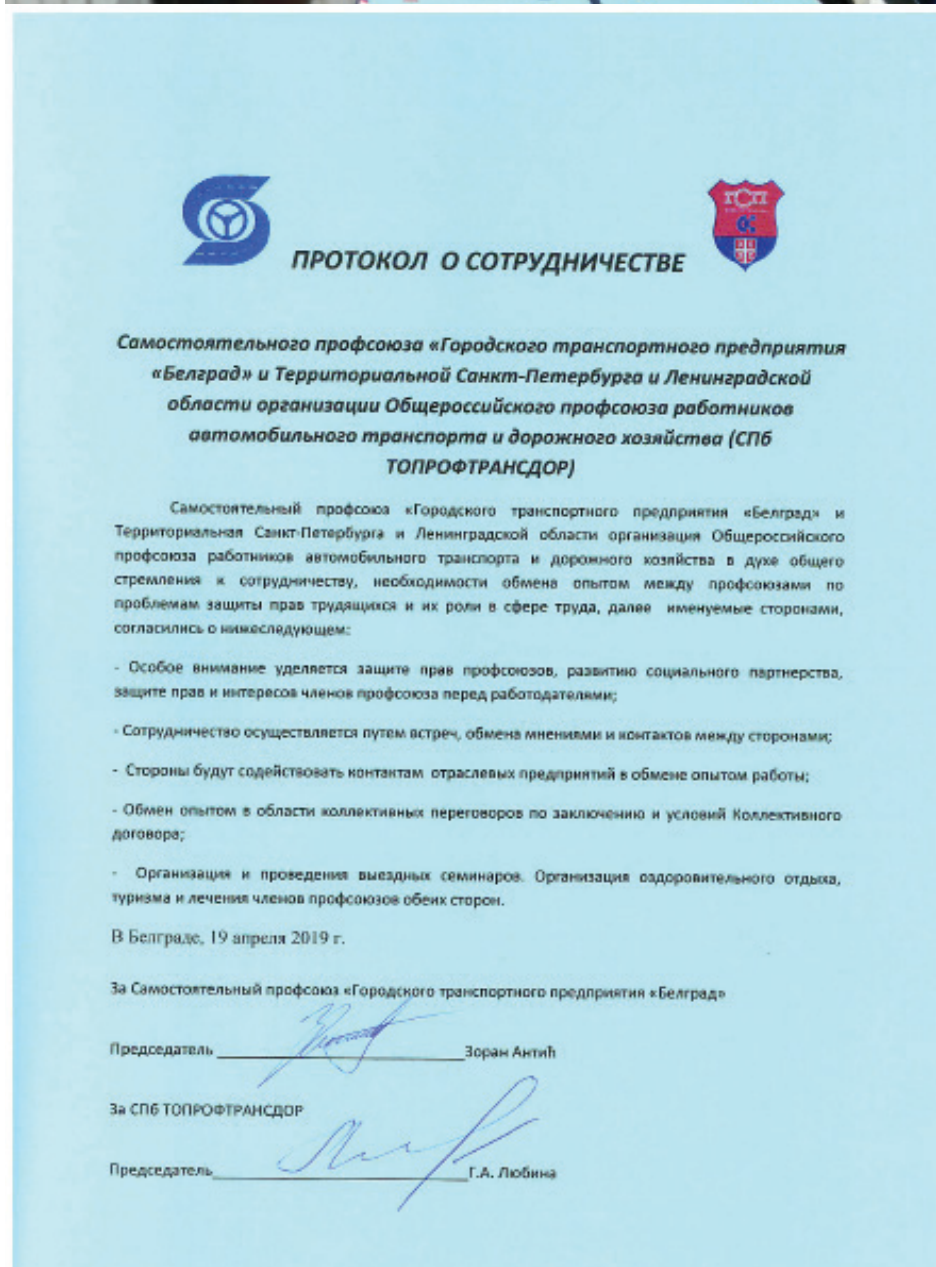 ГСП
ПРОТОКОЛ О СОТРУДНИЧЕСТВЕ
Самостоятельного профсоюза «Городского транспортного предприятия
«Белград» и Территориальной Санкт-Петербурга и Ленинградской
области организации Общероссийского профсоюза работников
автомобильного транспорта и дорожного хозяйства (СПб
ТОПРОФТРАНСДОР)
Самостоятельный профсоюз «Городского транспортного предприятия «Белград» и
Территориальная Санкт-Петербурга и Ленинградской области организация Общероссийского
профсоюза работников автомобильного транспорта и дорожного хозяйства в духе общего
стремления к сотрудничеству, необходимости обмена опытом между профсоюзами по
проблемам защиты прав трудящихся и их роли в сфере труда, далее именуемые сторонами,
согласились о нижеследующем:
- Особое внимание уделяется защите прав профсоюзов, развитию социального партнерства,
защите прав и интересов членов профсоюза перед работодателями;
- Сотрудничество осуществляется путем встреч, обмена мнениями и контактов между сторонами;
- Стороны будут содействовать контактам отраслевых предприятий в обмене опытом работы;
- Обмен опытом в области коллективных переговоров по заключению и условий Коллективного
договора;
- Организация и проведения выездных семинаров. Организация оздоровительного отдыха,
туризма и лечения членов профсоюзов обеих сторон.
В Белграде, 19 апреля 2019 г.
За Самостоятельный профсоюз «Городского транспортного предприятия «Белград»
Председатель Зоран Антић
За СПб ТОПРОФТРАНСДОР
Председатель Г.А. Любина